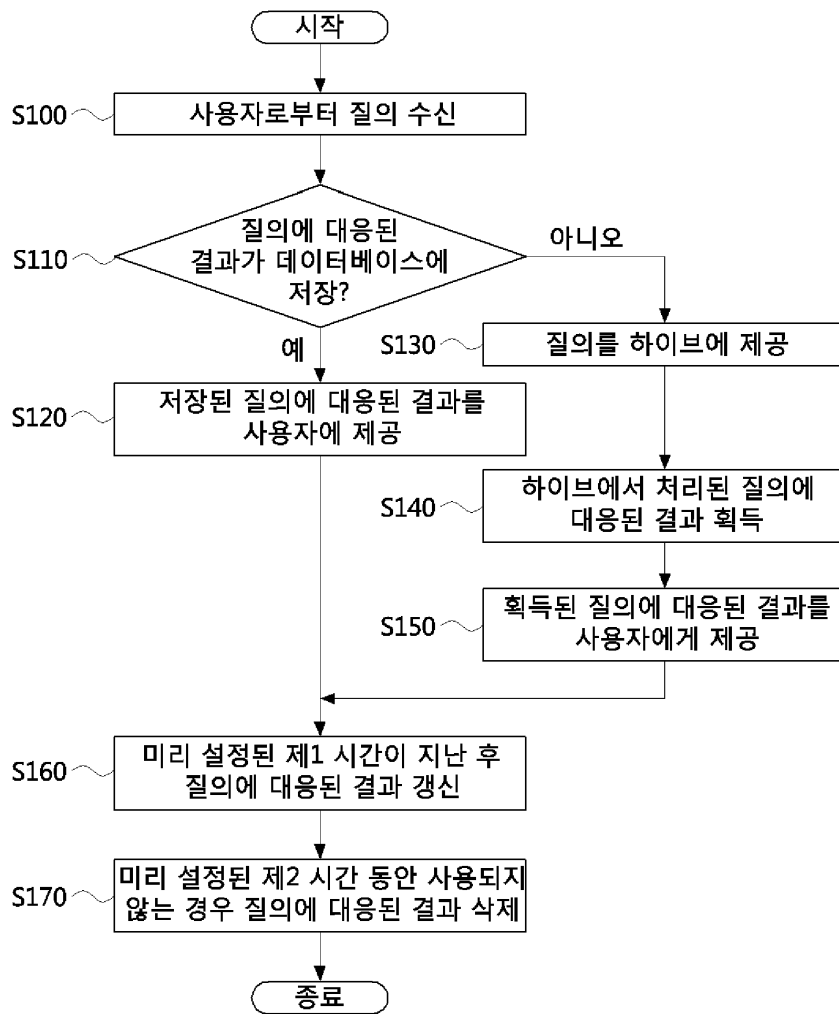 시작
S100
사용자로부터 질의 수신
S110
질의에 대응된
결과가 데이터베이스에
저장?
아니오
예
S130
질의를 하이브에 제공
S120
저장된 질의에 대응된 결과를
사용자에 제공
S140
하이브에서 처리된 질의에
대응된 결과 획득
S150
획득된 질의에 대응된 결과를
사용자에게 제공
S160
미리 설정된 제1 시간이 지난 후
질의에 대응된 결과 갱신
S170
미리 설정된 제2 시간 동안 사용되지
않는 경우 질의에 대응된 결과 삭제
종료